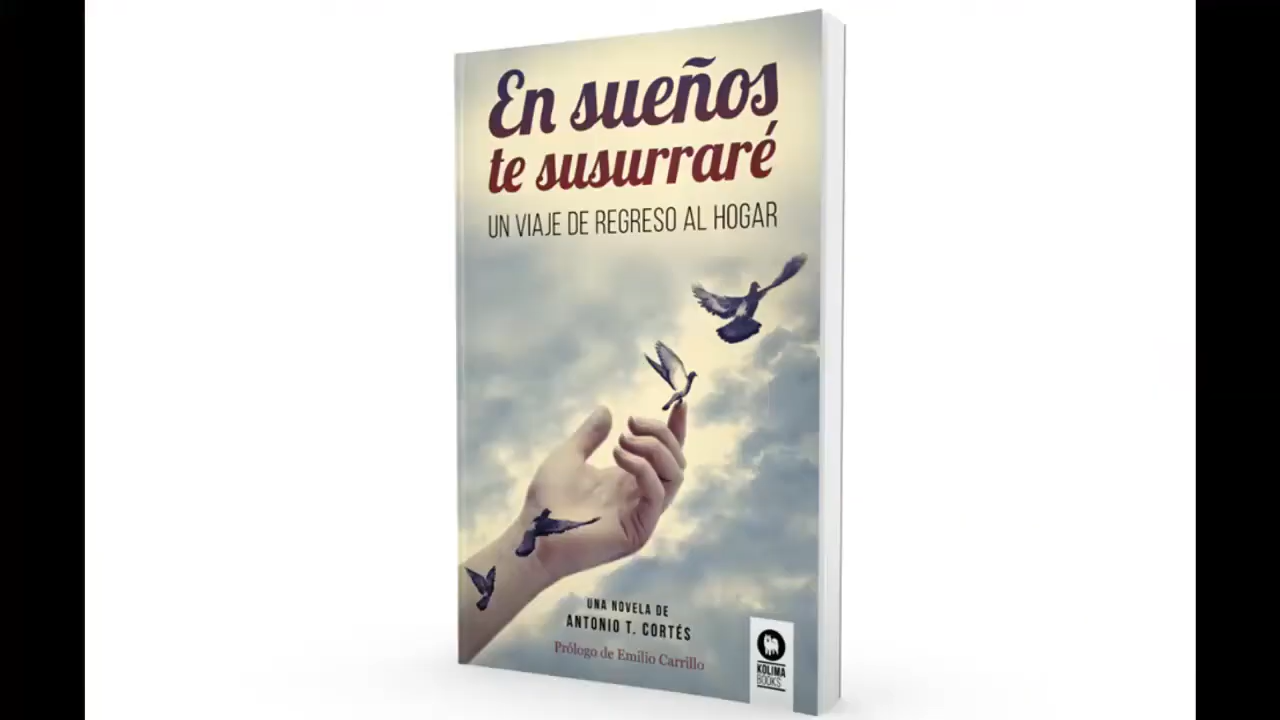 En sueños
te susurraré
UN VIAJE DE REGRESO AL HOGAR
UNA NOVELA DE
ANTONIO T. CORTÉS
Prólogo de Emilio Carrillo
KOLIMA
BOOKS